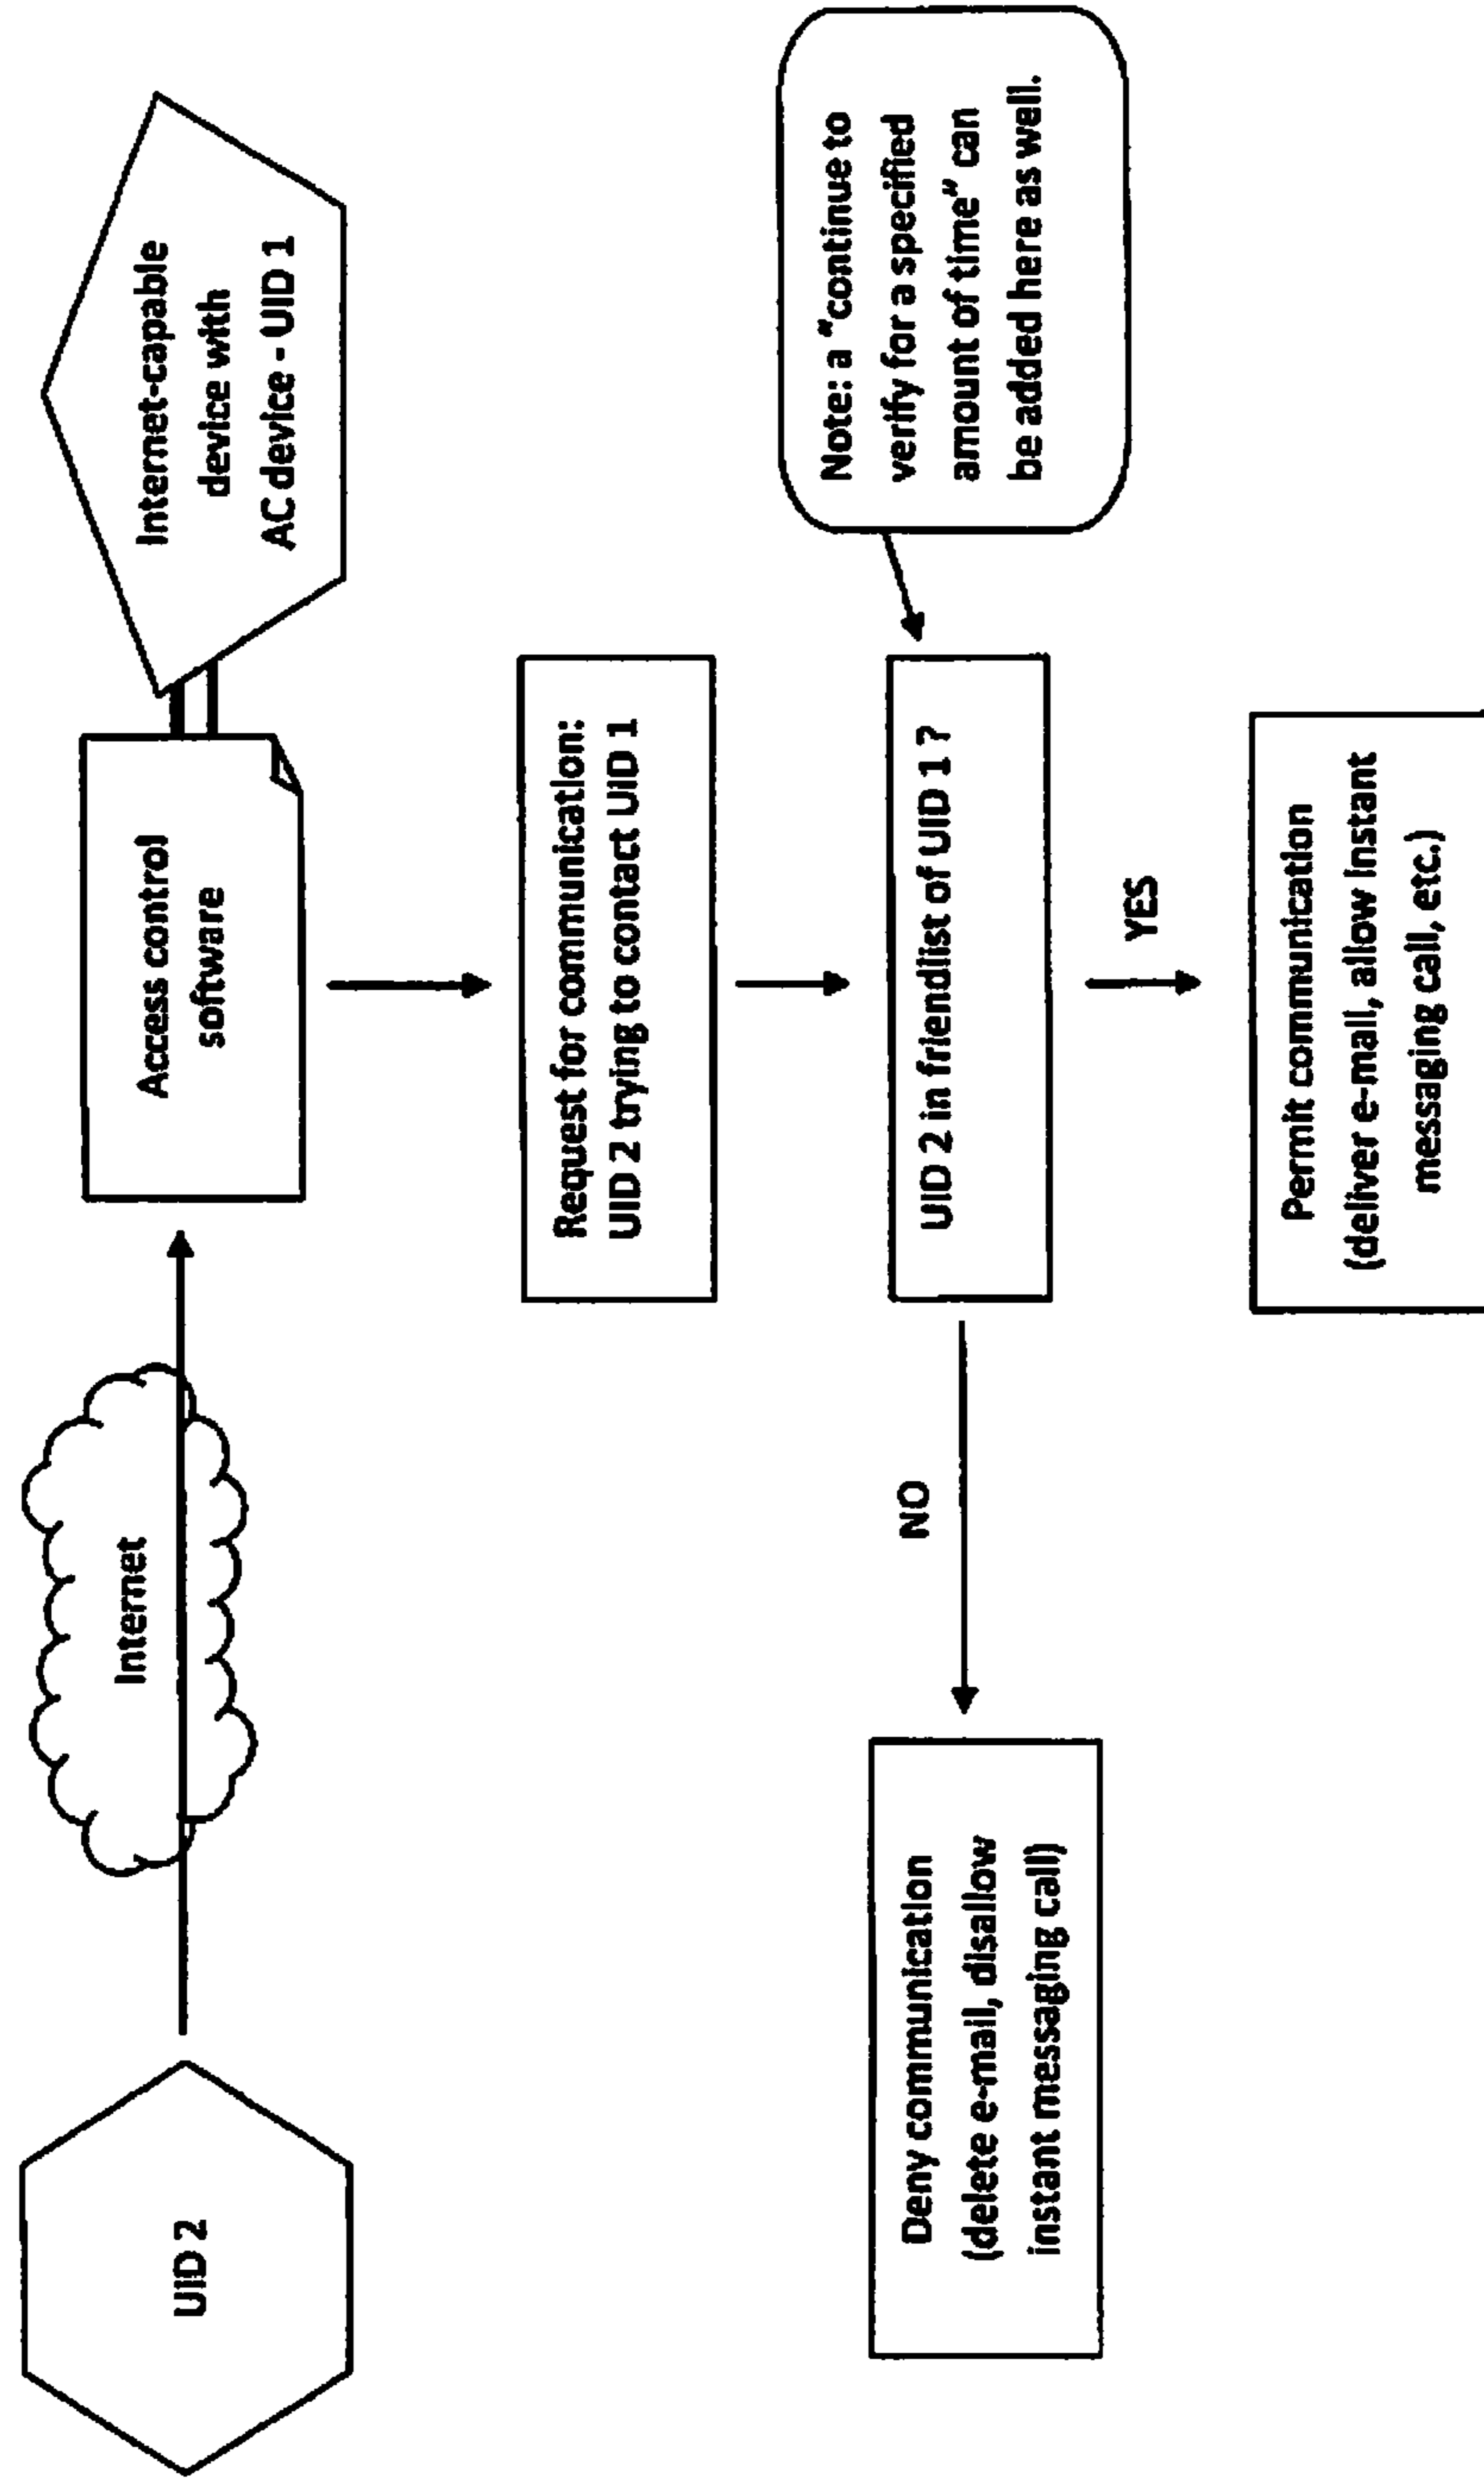 UID 2
Internet
Access control
software
Internet-capable
device with
AC device - UID 1
Request for communication:
UID 2 trying to contact UID 1
UID 2 in friendlist of UID 1 ?
Note: a “continue to
verify for a specified
amount of time” can
be added here as well.
NO
YES
Deny communication
(delete e-mail, disallow
instant messaging call)
Permit communication
(deliver e-mail, allow instant
messaging call, etc.)